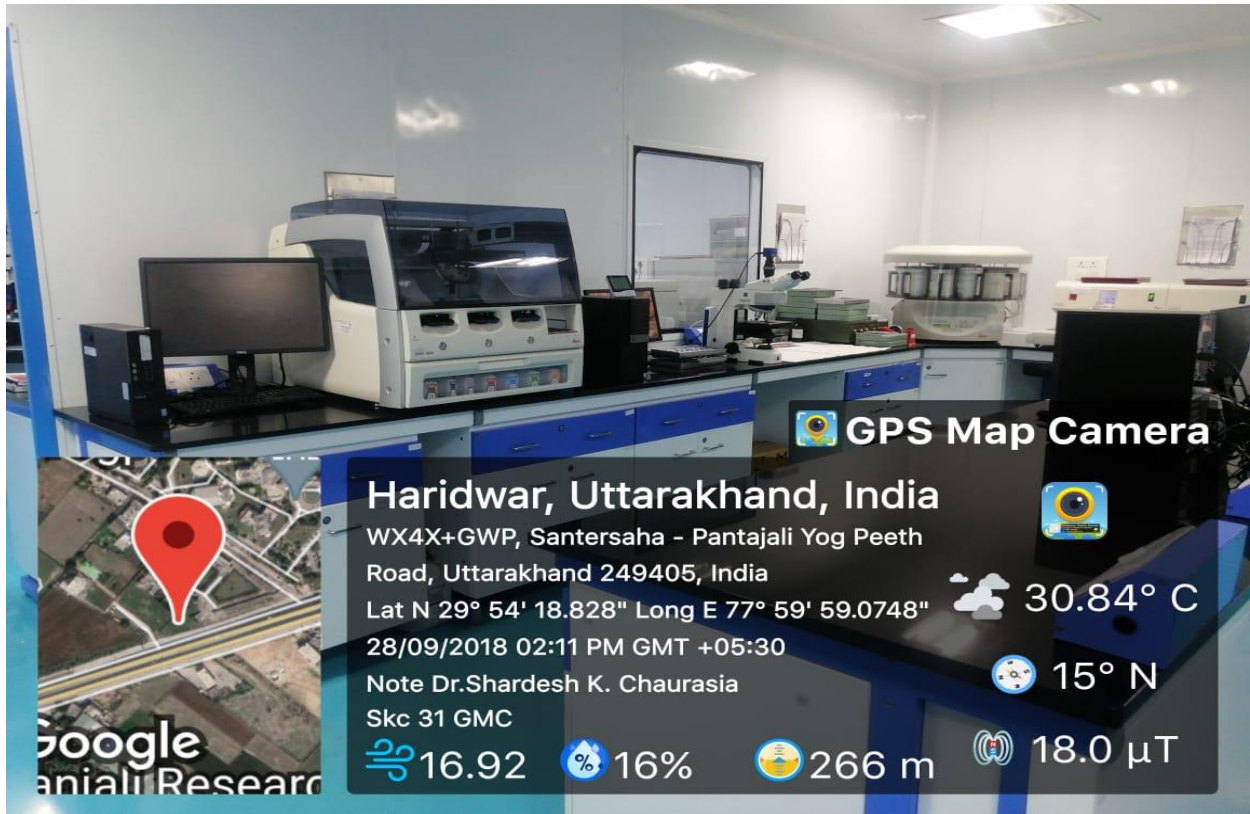 GPS Map Camera
Haridwar, Uttarakhand, India
WX4X+GWP, Santersaha - Pantajali Yog Peeth
Road, Uttarakhand 249405, India
Lat N 29° 54' 18.828" Long E 77° 59' 59.0748"
28/09/2018 02:11 PM GMT +05:30
Note Dr.Shardesh K. Chaurasia
Skc 31 GMC
30.84° C
15° N
16.92
16%
266 m
18.0 µT
Google
anjali Researc